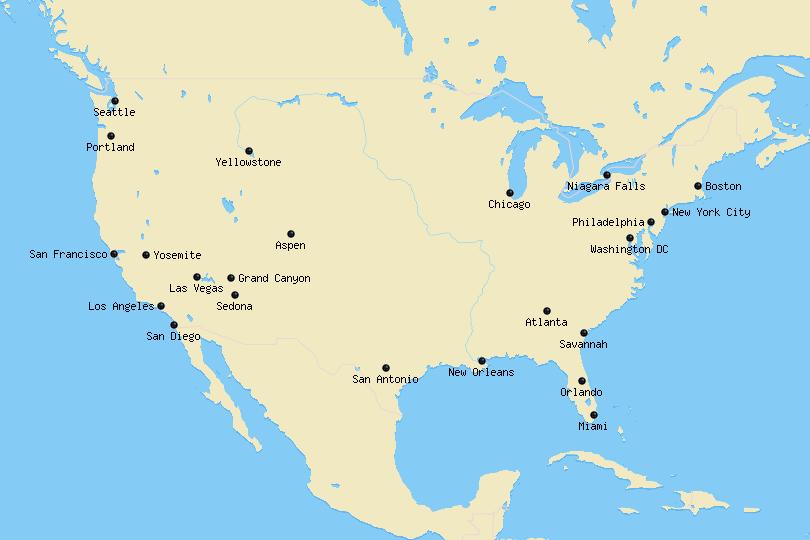 Seattle
Portland
Yellowstone
Niagara Falls
Boston
Chicago
New York City
Philadelphia
Aspen
Washington DC
San Francisco
Yosemite
Grand Canyon
Las Vegas
Los Angeles
Sedona
Atlanta
San Diego
Savannah
New Orleans
San Antonio
Orlando
Miami